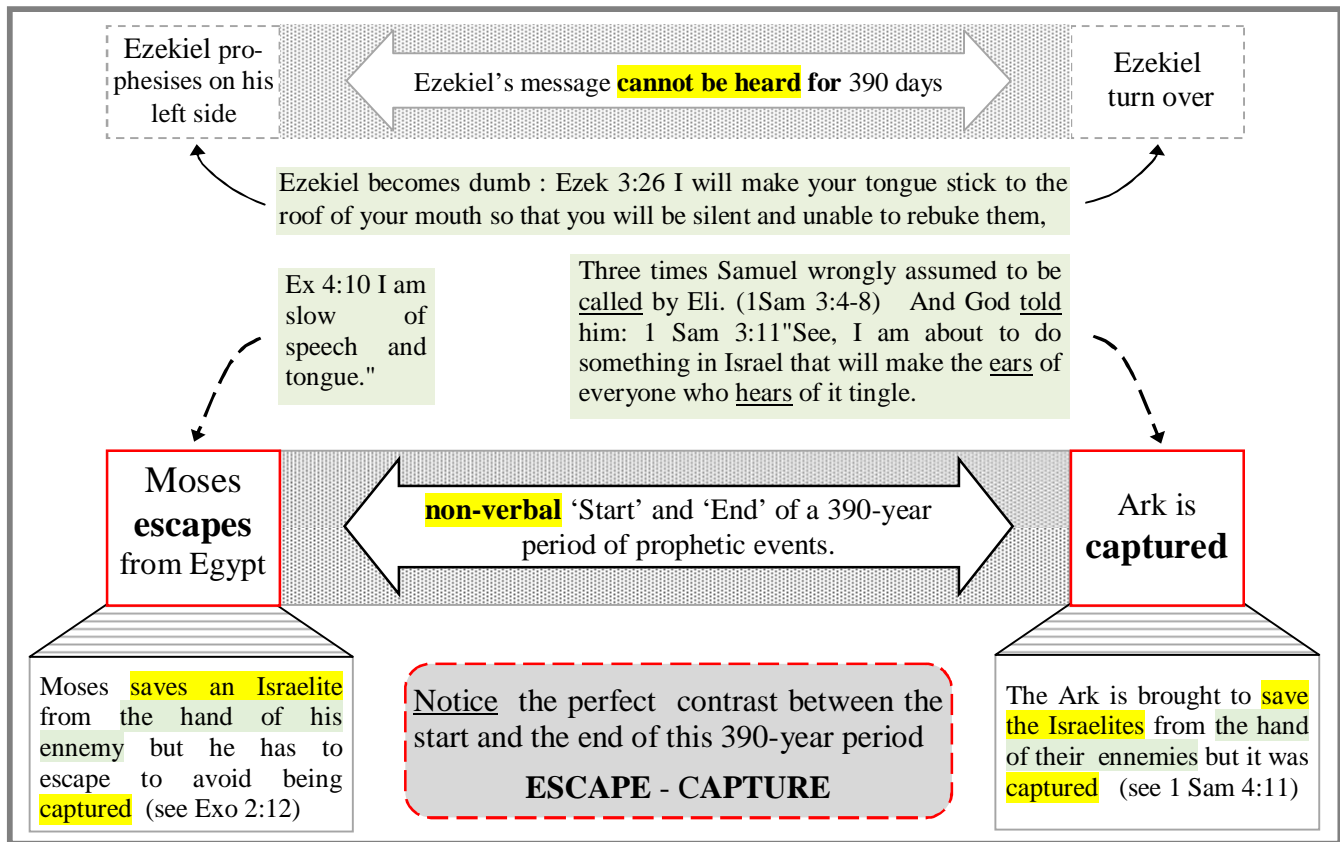 Ezekiel pro-
phesises on his
left side
Ezekiel’s message cannot be heard for 390 days
Ezekiel
turn over
Ezekiel becomes dumb : Ezek 3:26 I will make your tongue stick to the
roof of your mouth so that you will be silent and unable to rebuke them,
Ex 4:10 I am
slow of
speech and
tongue."
Three times Samuel wrongly assumed to be
called by Eli. (1Sam 3:4-8) And God told
him: 1 Sam 3:11"See, I am about to do
something in Israel that will make the ears of
everyone who hears of it tingle.
Moses
escapes
from Egypt
non-verbal ‘Start’ and ‘End’ of a 390-year
period of prophetic events.
Ark is
captured
Moses saves an Israelite
from the hand of his
ennemy but he has to
escape to avoid being
captured (see Exo 2:12)
Notice the perfect contrast between the
start and the end of this 390-year period
ESCAPE - CAPTURE
The Ark is brought to save
the Israelites from the hand
of their ennemies but it was
captured (see 1 Sam 4:11)